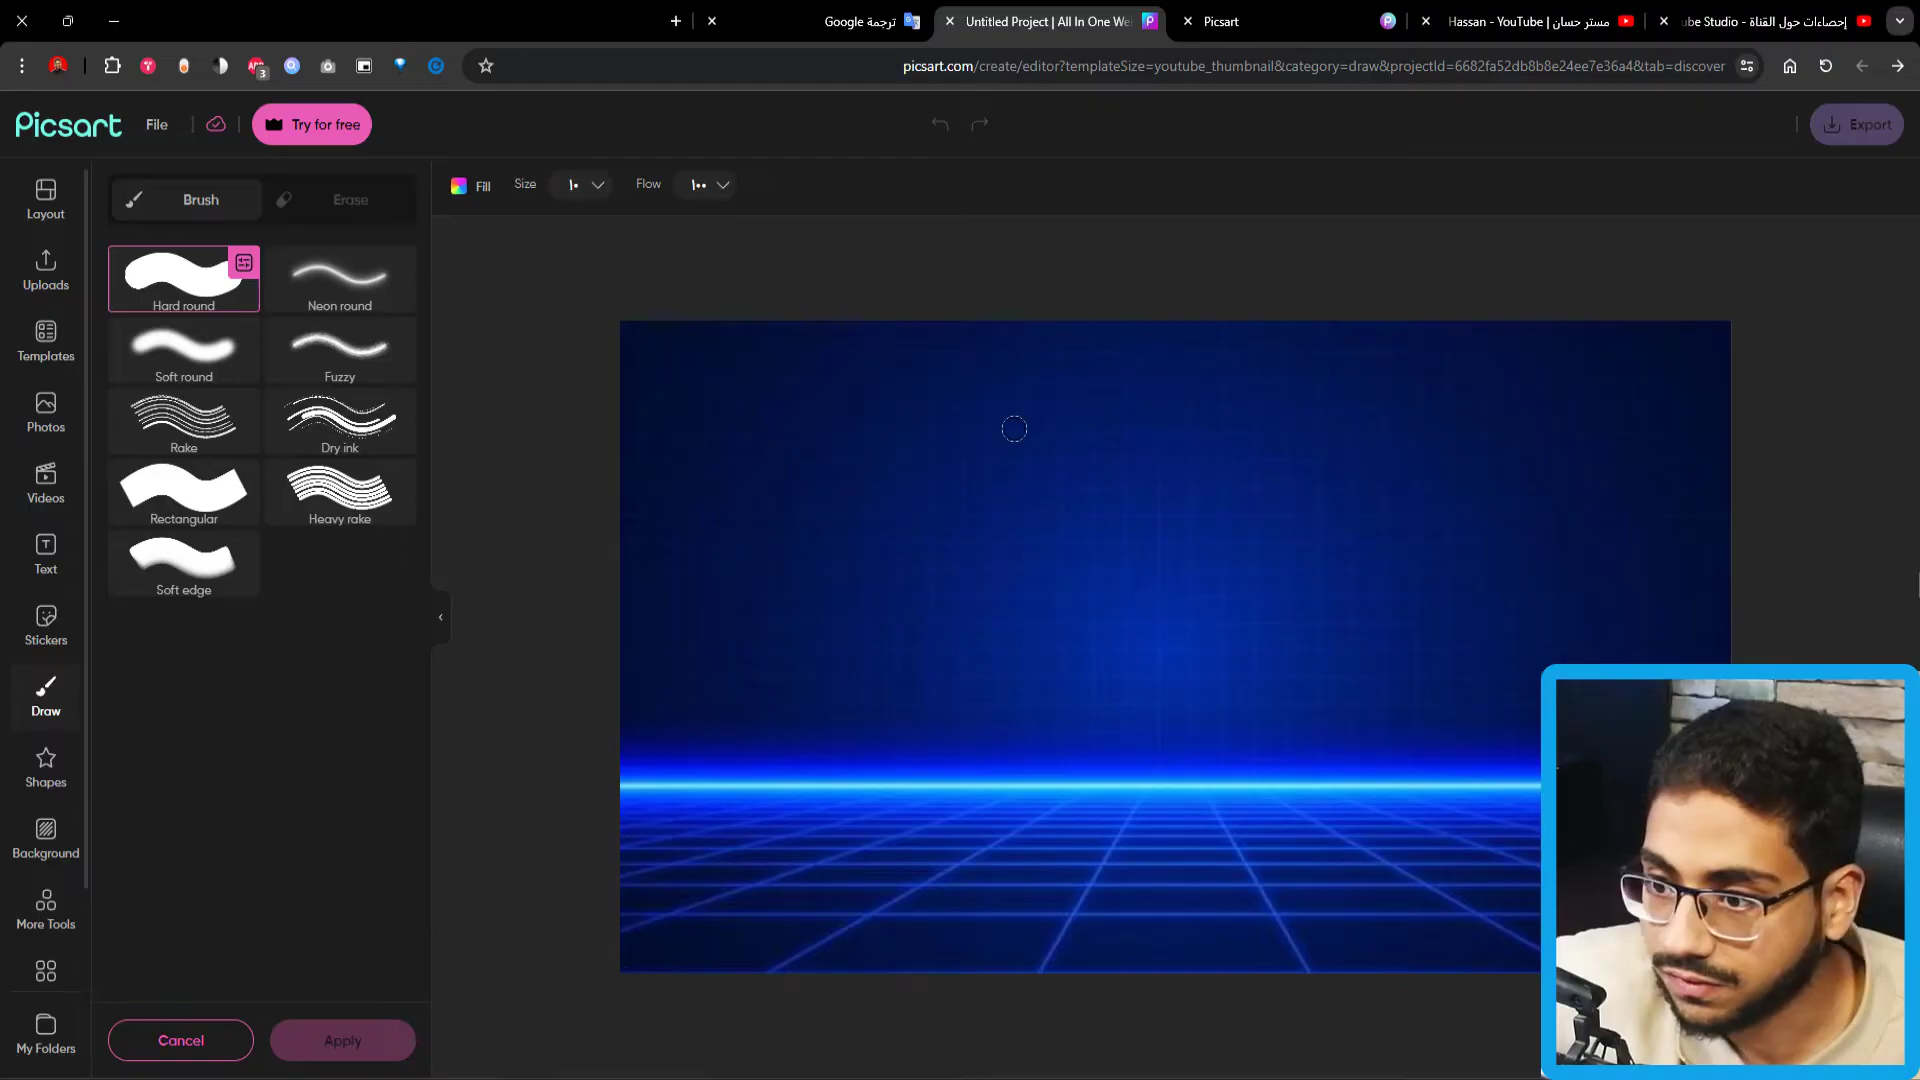 ترجمة Google
Untitled Project | All In One We
Picsart
مستر حسان | Hassan - YouTube
إحصاءات حول القناة - ube Studio
3
picsart.com/create/editor?templateSize=youtube_thumbnail&category=draw&projectId=6682fa52db8b8e24ee7e36a4&tab=discover
Picsart
File
Try for free
Export
Layout
Uploads
Templates
Photos
Videos
Text
Stickers
Draw
Shapes
Background
More Tools
My Folders
Brush
Erase
Fill
Size
١٠
Flow
١٠٠
Hard round
Neon round
Soft round
Fuzzy
Rake
Dry ink
Rectangular
Heavy rake
Soft edge
Cancel
Apply